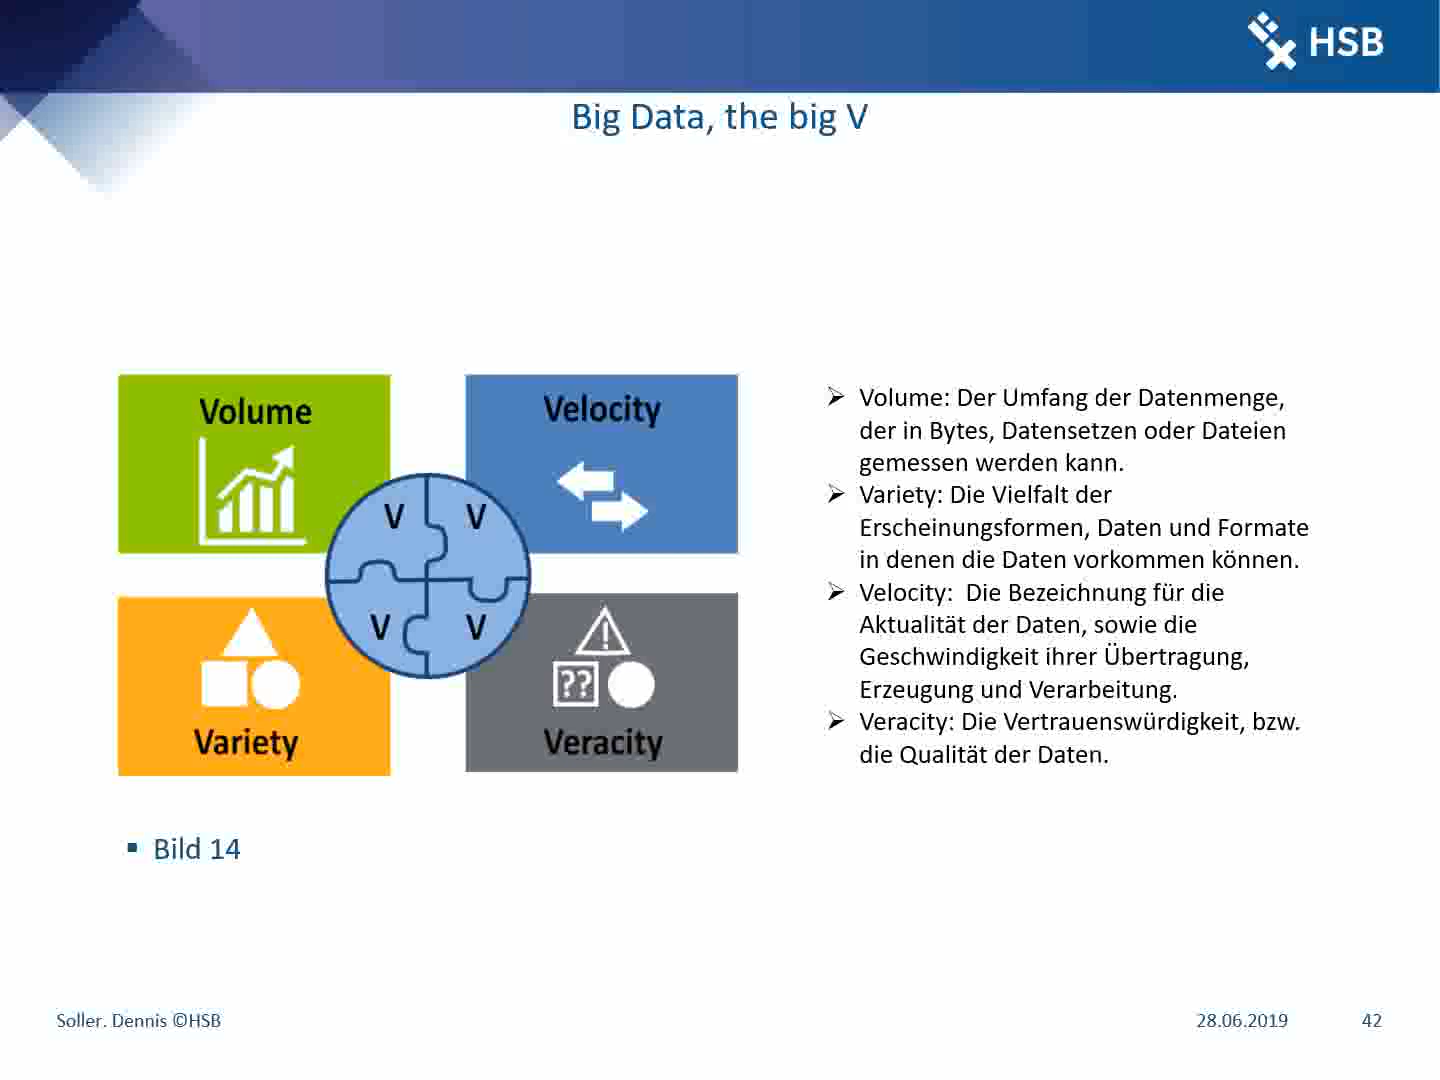 HSB
Big Data, the big V
Volume
Velocity
V
V
V
V
??
!
Variety
Veracity
Volume: Der Umfang der Datenmenge,
der in Bytes, Datensetzen oder Dateien
gemessen werden kann.
Variety: Die Vielfalt der
Erscheinungsformen, Daten und Formate
in denen die Daten vorkommen können.
Velocity: Die Bezeichnung für die
Aktualität der Daten, sowie die
Geschwindigkeit ihrer Übertragung,
Erzeugung und Verarbeitung.
Veracity: Die Vertrauenswürdigkeit, bzw.
die Qualität der Daten.
Bild 14
Soller. Dennis ©HSB
28.06.2019
42